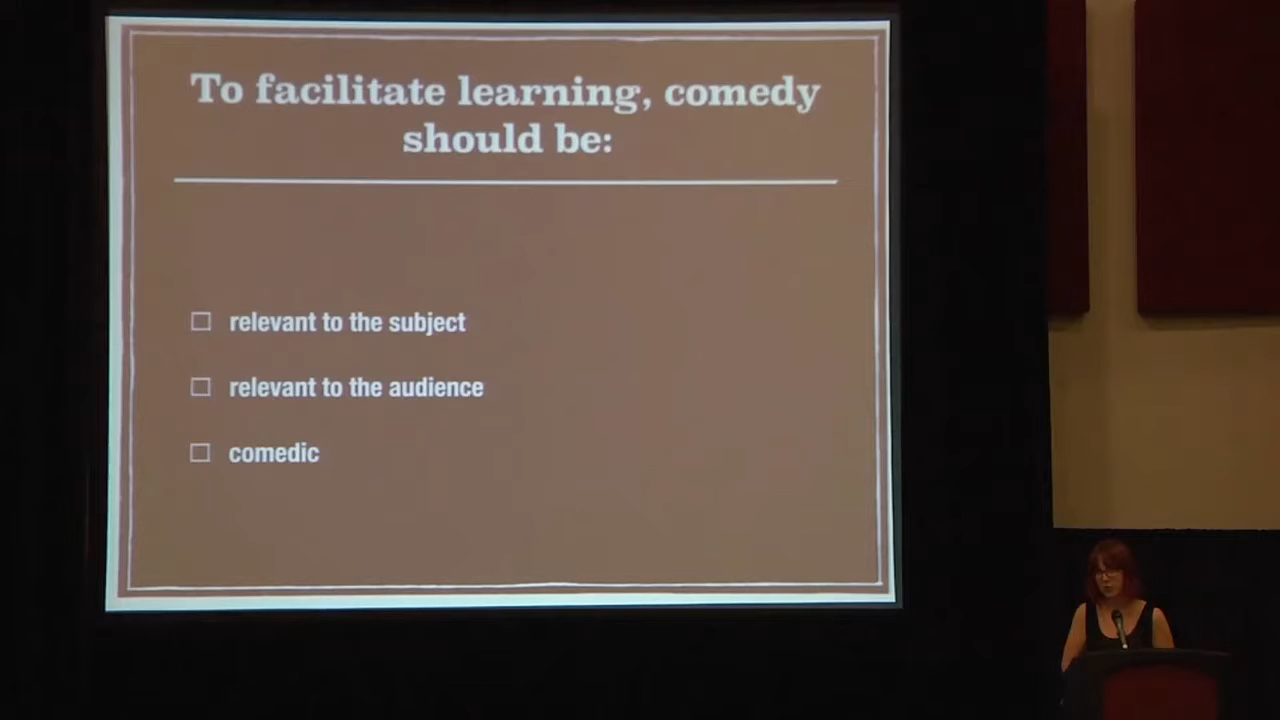 To facilitate learning, comedy
should be:
relevant to the subject
relevant to the audience
comedic